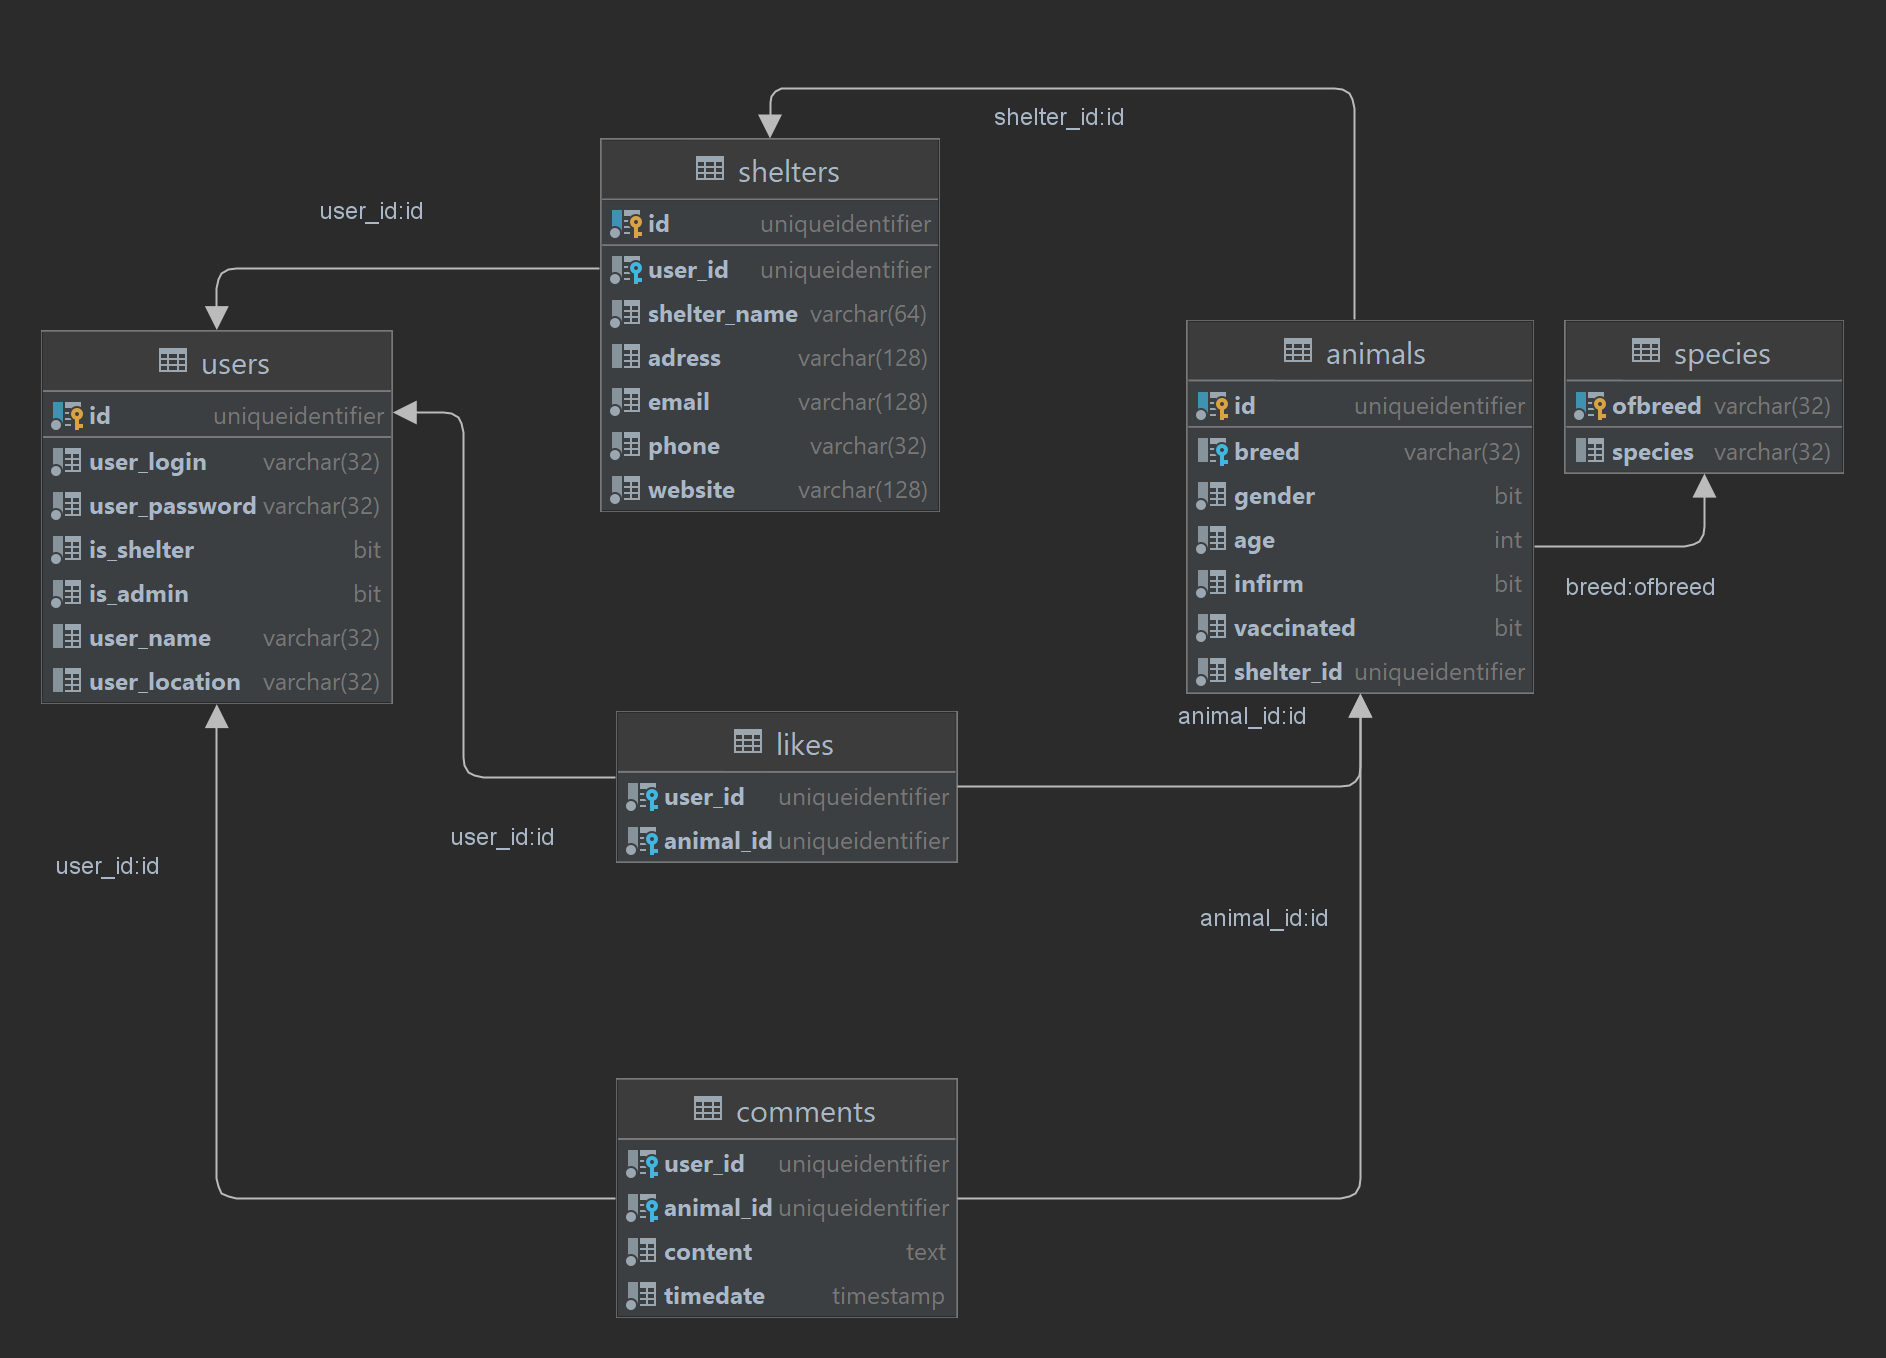 shelter_id:id
shelters
id uniqueidentifier
user_id uniqueidentifier
shelter_name varchar(64)
adress varchar(128)
email varchar(128)
phone varchar(32)
website varchar(128)
user_id:id
users
id uniqueidentifier
user_login varchar(32)
user_password varchar(32)
is_shelter bit
is_admin bit
user_name varchar(32)
user_location varchar(32)
animals
id uniqueidentifier
breed varchar(32)
gender bit
age int
infirm bit
vaccinated bit
shelter_id uniqueidentifier
species
ofbreed varchar(32)
species varchar(32)
breed:ofbreed
animal_id:id
likes
user_id uniqueidentifier
animal_id uniqueidentifier
user_id:id
user_id:id
animal_id:id
comments
user_id uniqueidentifier
animal_id uniqueidentifier
content text
timedate timestamp